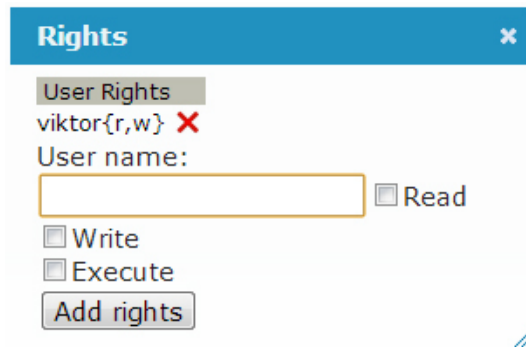 Rights
User Rights
viktor{r,w}
User name:
Read
Write
Execute
Add rights